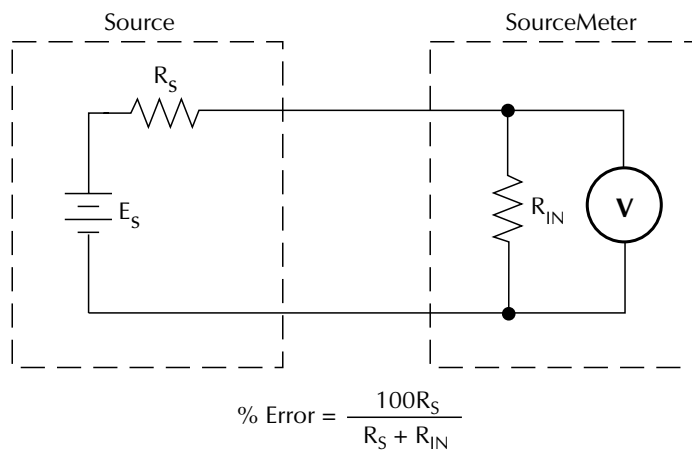 Source
SourceMeter
R_S
E_S
R_IN
V
% Error = 100R_S / (R_S + R_IN)